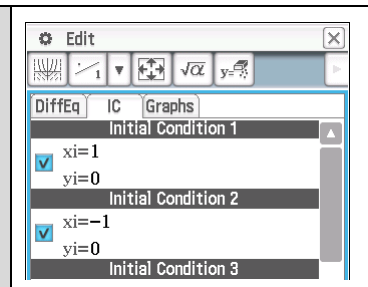 Edit
1 √α y=
DiffEq IC Graphs
Initial Condition 1
xi=1
yi=0
Initial Condition 2
xi=−1
yi=0
Initial Condition 3